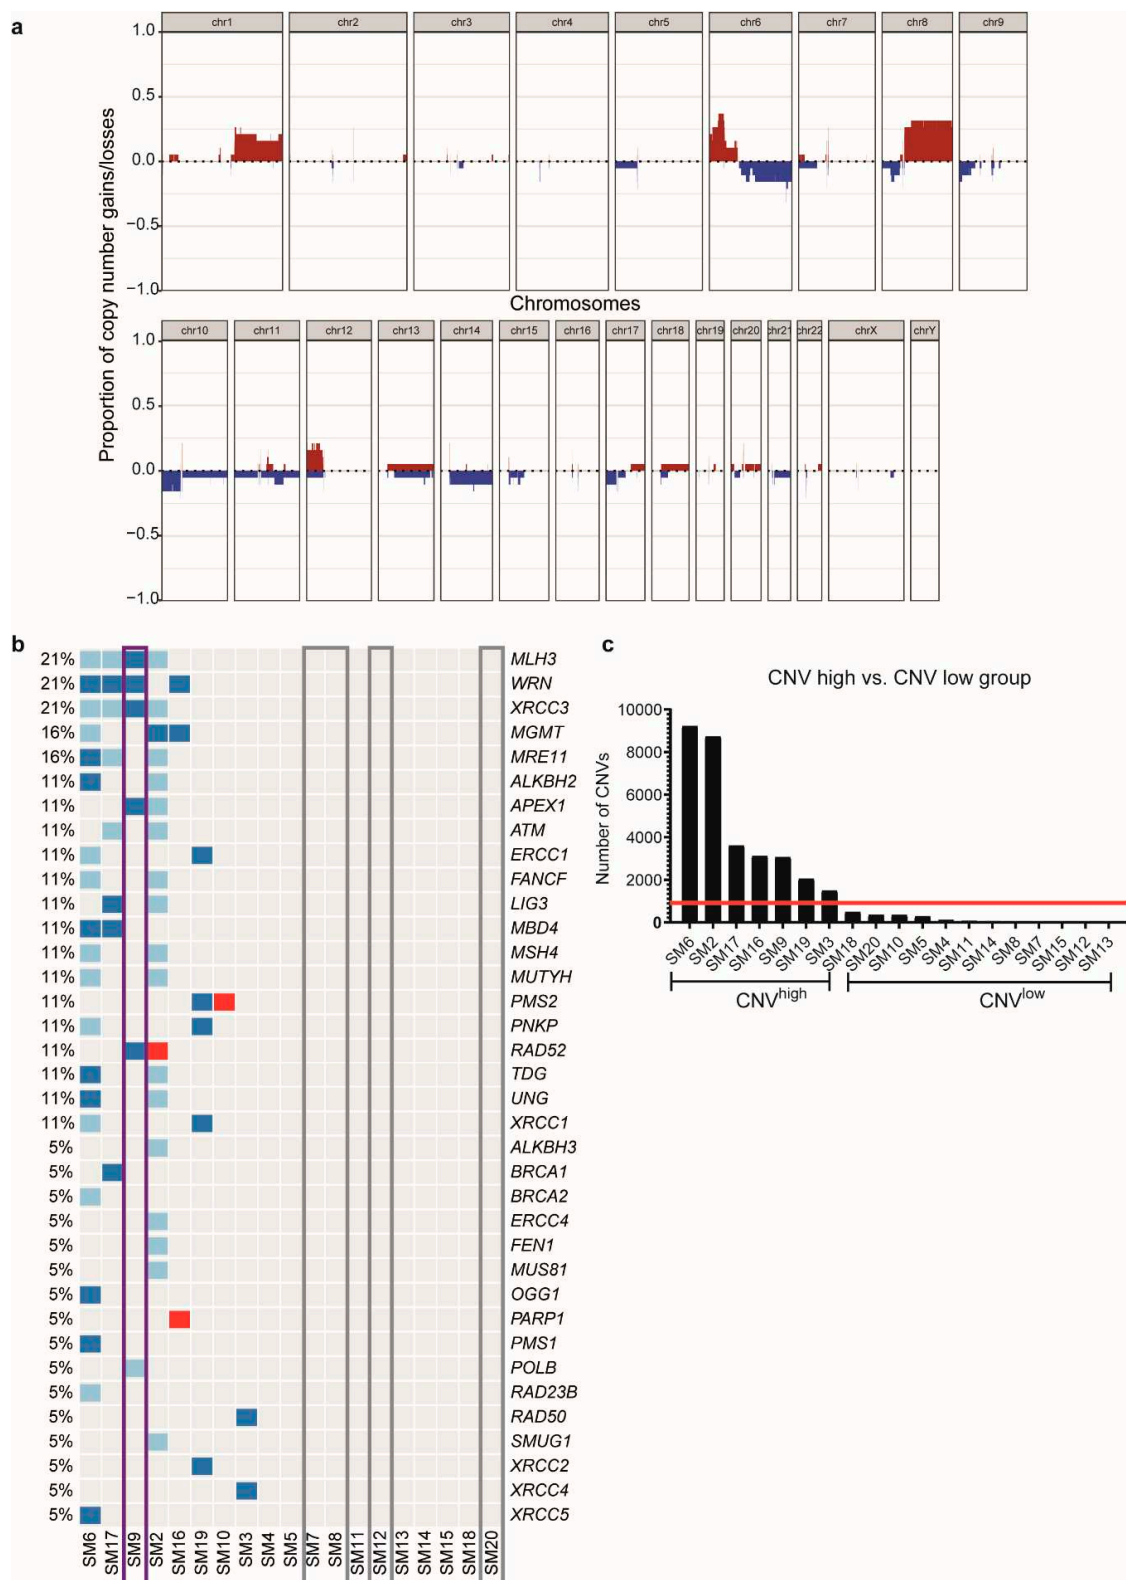 a
chr1 chr2 chr3 chr4 chr5 chr6 chr7 chr8 chr9
1.0
0.5
0.0
−0.5
−1.0
Proportion of copy number gains/losses
Chromosomes
chr10 chr11 chr12 chr13 chr14 chr15 chr16 chr17 chr18 chr19 chr20 chr21 chr22 chrX chrY
1.0
0.5
0.0
−0.5
−1.0
b
21% MLH3
21% WRN
21% XRCC3
16% MGMT
16% MRE11
11% ALKBH2
11% APEX1
11% ATM
11% ERCC1
11% FANCF
11% LIG3
11% MBD4
11% MSH4
11% MUTYH
11% PMS2
11% PNKP
11% RAD52
11% TDG
11% UNG
11% XRCC1
5% ALKBH3
5% BRCA1
5% BRCA2
5% ERCC4
5% FEN1
5% MUS81
5% OGG1
5% PARP1
5% PMS1
5% POLB
5% RAD23B
5% RAD50
5% SMUG1
5% XRCC2
5% XRCC4
5% XRCC5
SM6 SM17 SM9 SM2 SM16 SM19 SM10 SM3 SM4 SM5 SM7 SM8 SM11 SM12 SM13 SM14 SM15 SM18 SM20
c
CNV high vs. CNV low group
Number of CNVs
10000
8000
6000
4000
2000
0
SM6 SM2 SM17 SM16 SM9 SM19 SM3 SM18 SM20 SM10 SM5 SM4 SM11 SM14 SM8 SM7 SM15 SM12 SM13
CNVhigh CNVlow